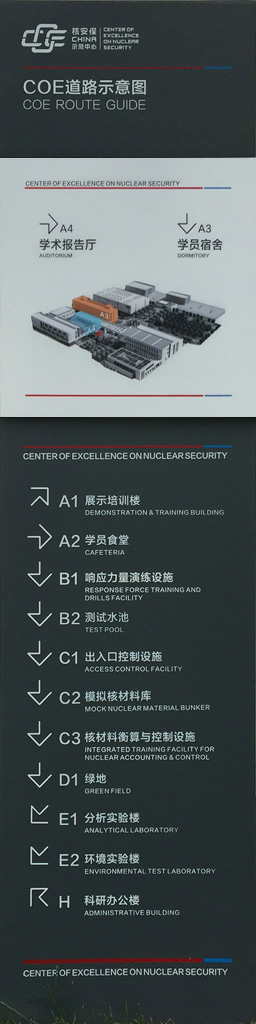 核安保
CHINA
示范中心
CENTER OF
EXCELLENCE
ON NUCLEAR
SECURITY
COE道路示意图
COE ROUTE GUIDE
CENTER OF EXCELLENCE ON NUCLEAR SECURITY
A4
学术报告厅
AUDITORIUM
A3
学员宿舍
DORMITORY
A3
A4
CENTER OF EXCELLENCE ON NUCLEAR SECURITY
A1 展示培训楼
DEMONSTRATION & TRAINING BUILDING
A2 学员食堂
CAFETERIA
B1 响应力量演练设施
RESPONSE FORCE TRAINING AND
DRILLS FACILITY
B2 测试水池
TEST POOL
C1 出入口控制设施
ACCESS CONTROL FACILITY
C2 模拟核材料库
MOCK NUCLEAR MATERIAL BUNKER
C3 核材料衡算与控制设施
INTEGRATED TRAINING FACILITY FOR
NUCLEAR ACCOUNTING & CONTROL
D1 绿地
GREEN FIELD
E1 分析实验楼
ANALYTICAL LABORATORY
E2 环境实验楼
ENVIRONMENTAL TEST LABORATORY
H 科研办公楼
ADMINISTRATIVE BUILDING
CENTER OF EXCELLENCE ON NUCLEAR SECURITY